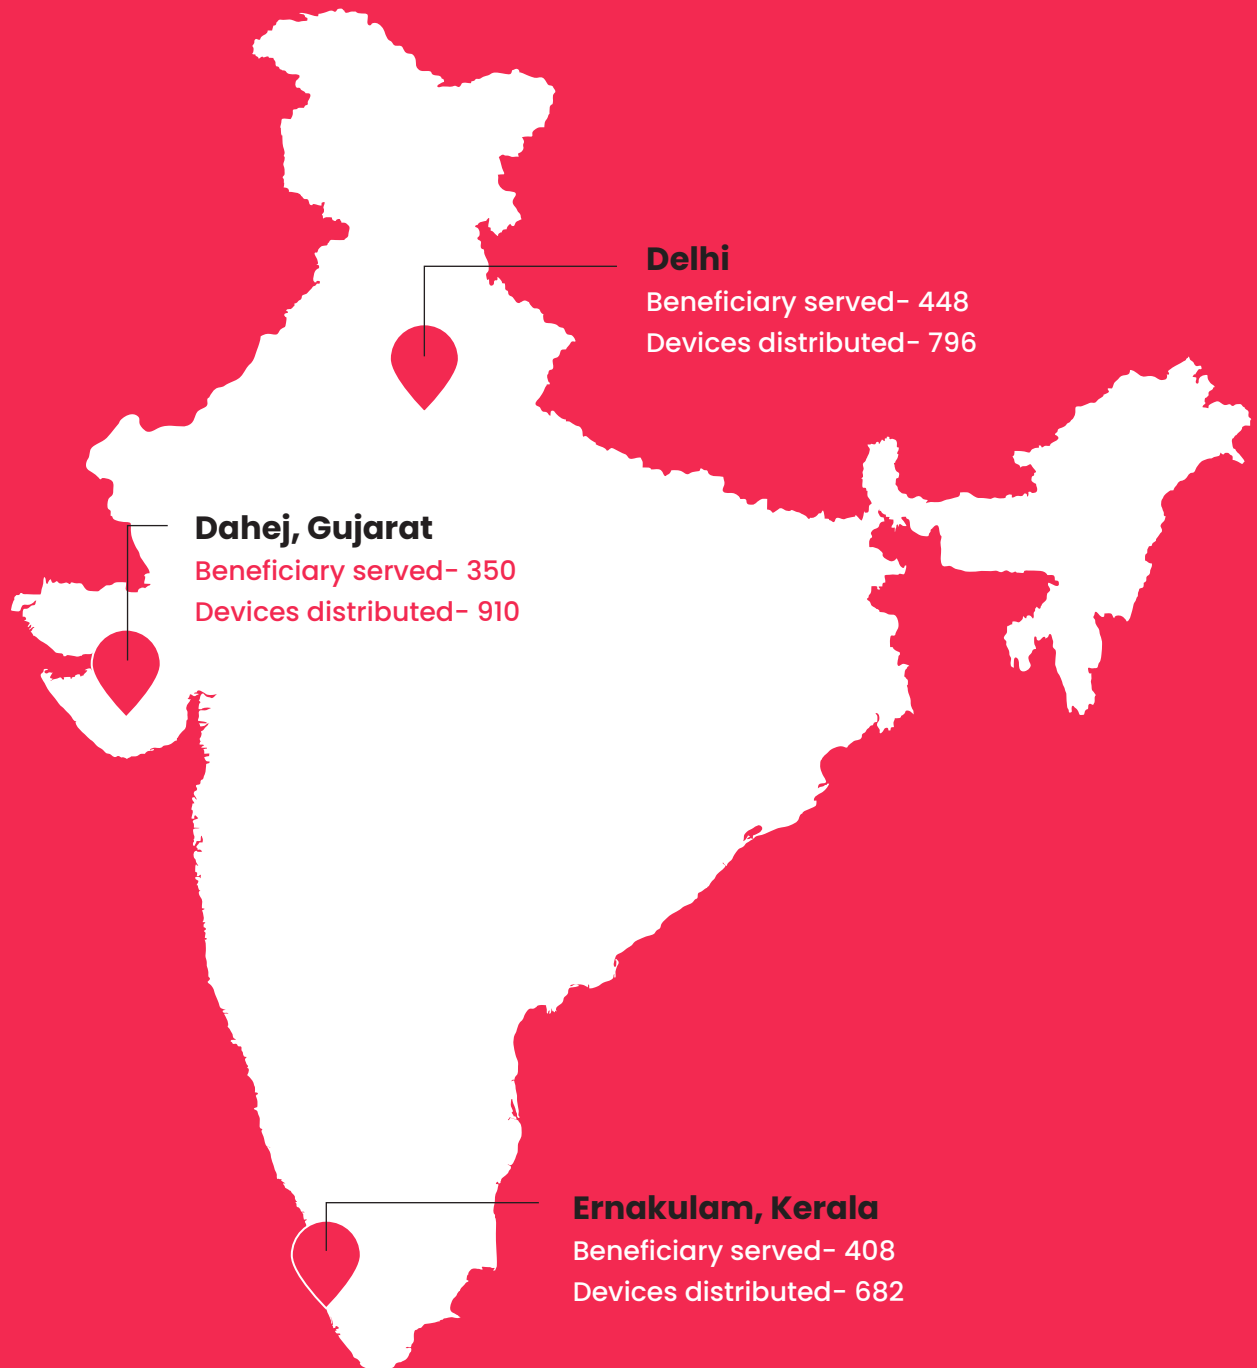 Delhi
Beneficiary served- 448
Devices distributed- 796
Dahej, Gujarat
Beneficiary served- 350
Devices distributed- 910
Ernakulam, Kerala
Beneficiary served- 408
Devices distributed- 682